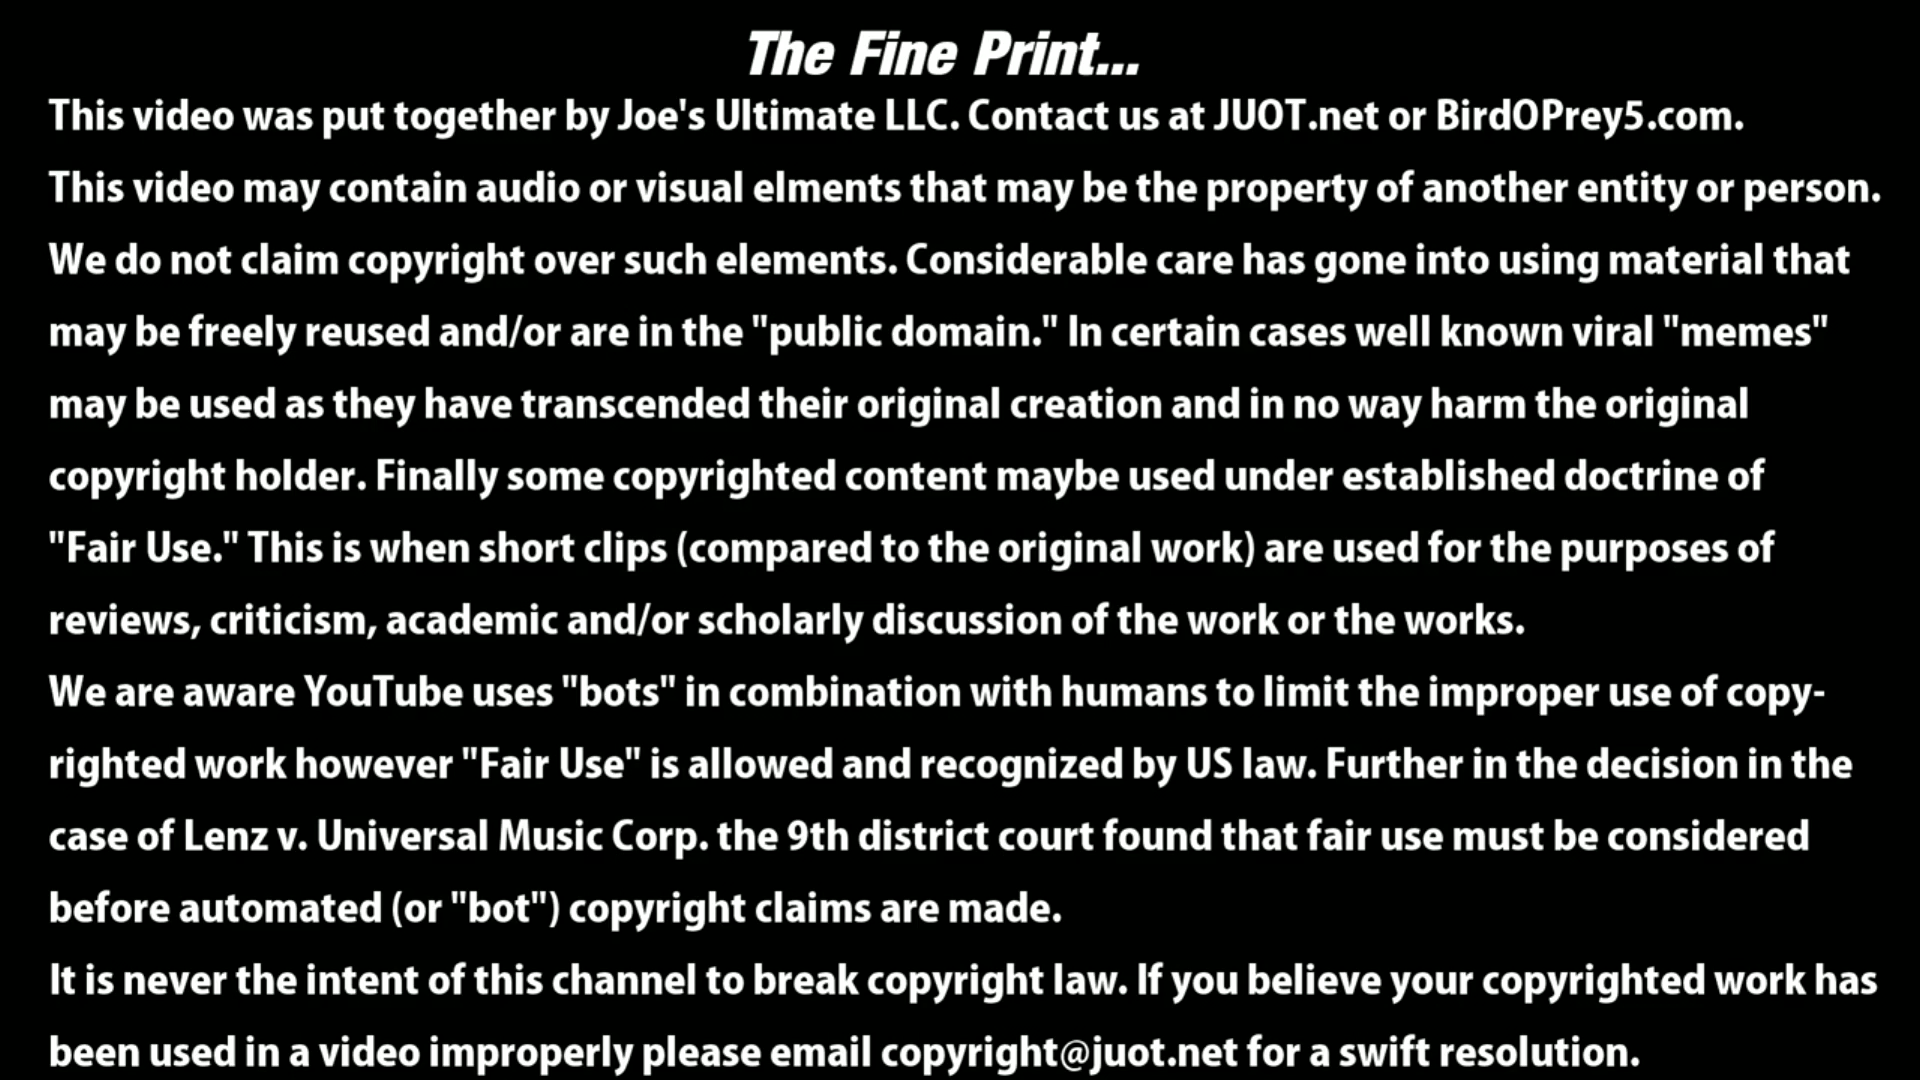 The Fine Print...
This video was put together by Joe's Ultimate LLC. Contact us at JUOT.net or BirdOPrey5.com.
This video may contain audio or visual elments that may be the property of another entity or person.
We do not claim copyright over such elements. Considerable care has gone into using material that
may be freely reused and/or are in the "public domain." In certain cases well known viral "memes"
may be used as they have transcended their original creation and in no way harm the original
copyright holder. Finally some copyrighted content maybe used under established doctrine of
"Fair Use." This is when short clips (compared to the original work) are used for the purposes of
reviews, criticism, academic and/or scholarly discussion of the work or the works.
We are aware YouTube uses "bots" in combination with humans to limit the improper use of copy-
righted work however "Fair Use" is allowed and recognized by US law. Further in the decision in the
case of Lenz v. Universal Music Corp. the 9th district court found that fair use must be considered
before automated (or "bot") copyright claims are made.
It is never the intent of this channel to break copyright law. If you believe your copyrighted work has
been used in a video improperly please email copyright@juot.net for a swift resolution.